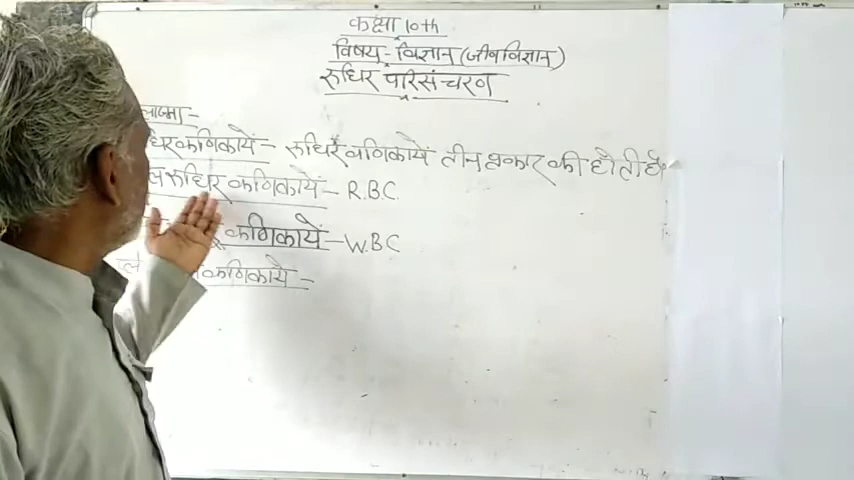 कक्षा 10th
विषय - विज्ञान (जीवविज्ञान)
रुधिर परिसंचरण
लाज्मा -
धिर कणिकायें - रुधिर कणिकायें तीन प्रकार की होती हैं
ल रुधिर कणिकायें - R.B.C.
कणिकायें - W.B.C
प्ले कणिकायें -